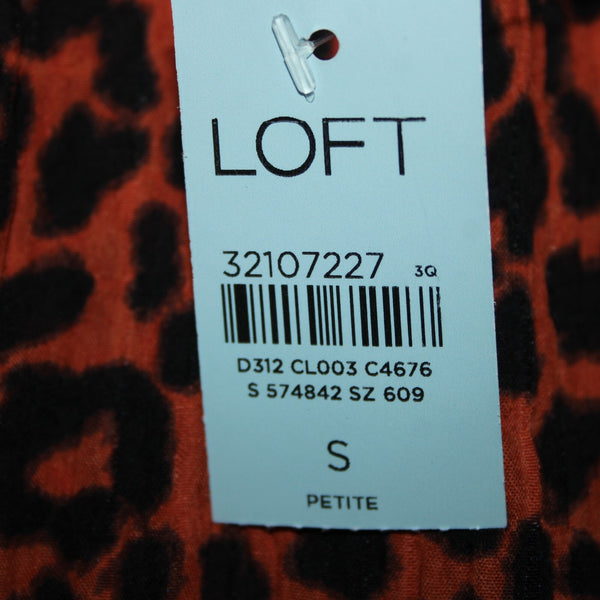 LOFT
32107227 3Q
D312 CL003 C4676
S 574842 SZ 609
S
PETITE